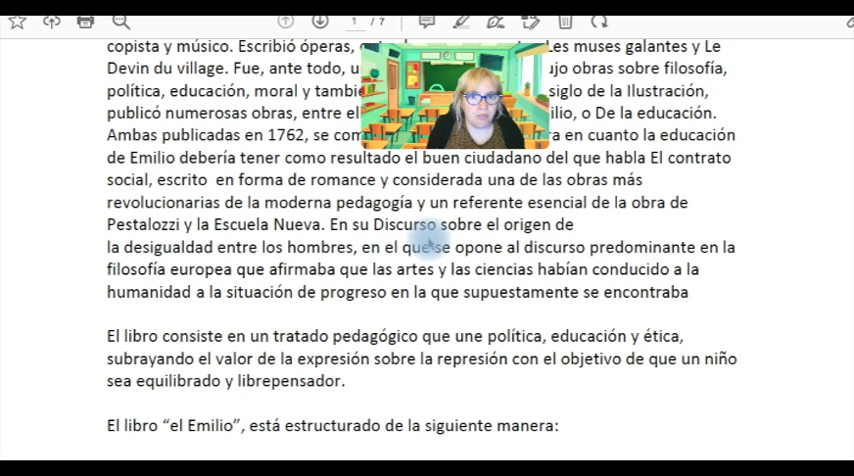 1 / 7
copista y músico. Escribió óperas, Les muses galantes y Le
Devin du village. Fue, ante todo, ujo obras sobre filosofía,
política, educación, moral y siglo de la Ilustración,
publicó numerosas obras, entre ilio, o De la educación.
Ambas publicadas en 1762, se ra en cuanto la educación
de Emilio debería tener como resultado el buen ciudadano del que habla El contrato
social, escrito en forma de romance y considerada una de las obras más
revolucionarias de la moderna pedagogía y un referente esencial de la obra de
Pestalozzi y la Escuela Nueva. En su Discurso sobre el origen de
la desigualdad entre los hombres, en el que se opone al discurso predominante en la
filosofía europea que afirmaba que las artes y las ciencias habían conducido a la
humanidad a la situación de progreso en la que supuestamente se encontraba
El libro consiste en un tratado pedagógico que une política, educación y ética,
subrayando el valor de la expresión sobre la represión con el objetivo de que un niño
sea equilibrado y librepensador.
El libro “el Emilio”, está estructurado de la siguiente manera: